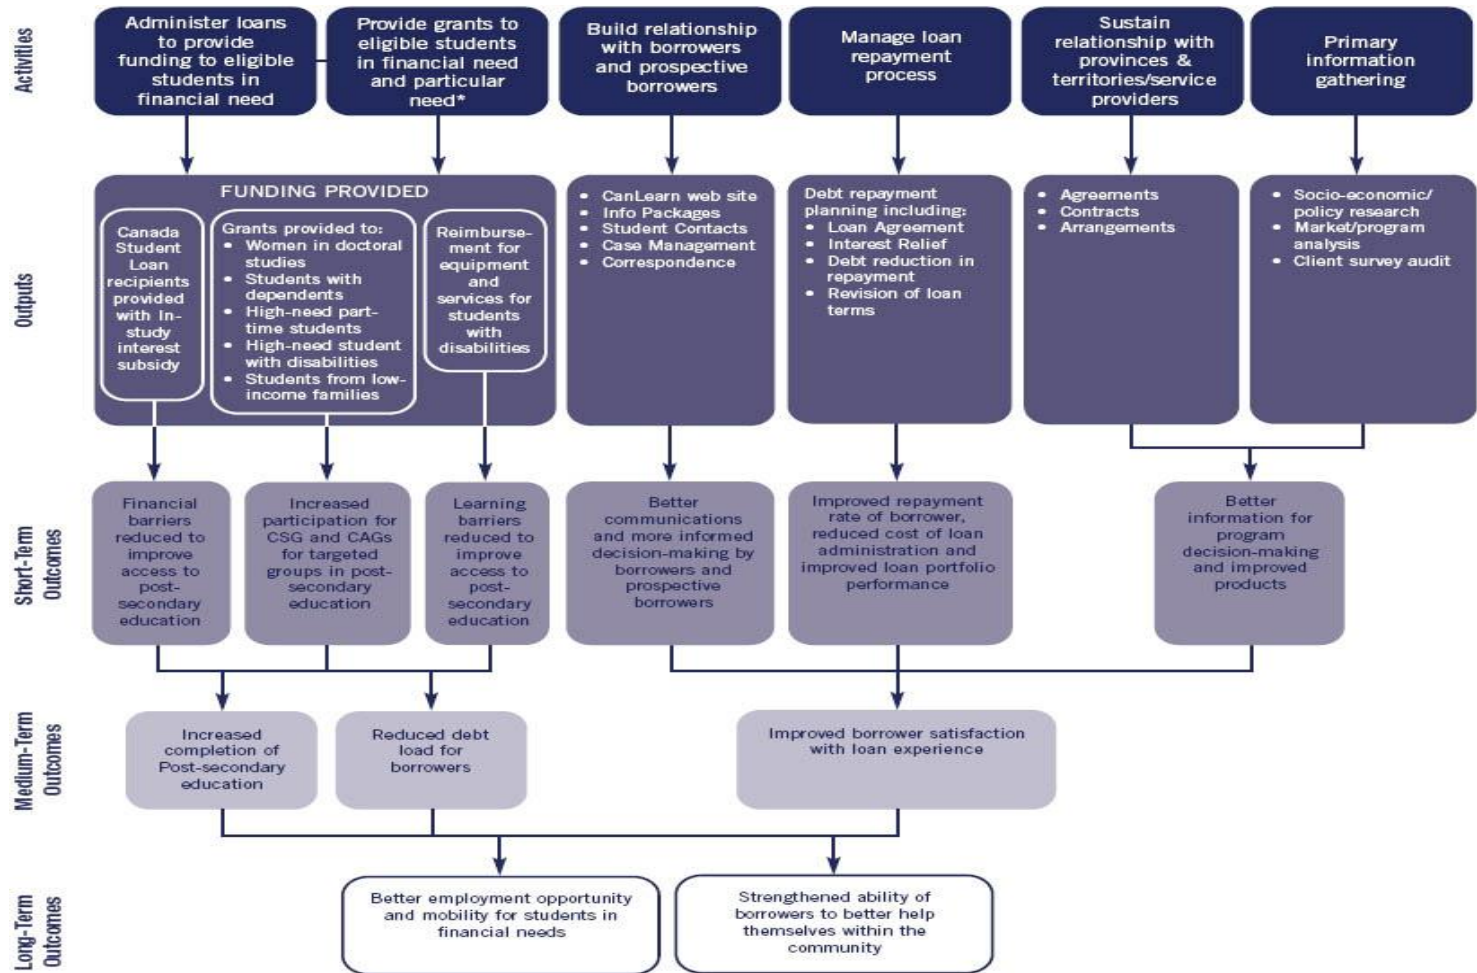 Activities
Administer loans
to provide
funding to eligible
students in
financial need
Provide grants to
eligible students
in financial need
and particular
need*
Build relationship
with borrowers
and prospective
borrowers
Manage loan
repayment
process
Sustain
relationship with
provinces &
territories/service
providers
Primary
information
gathering
Outputs
FUNDING PROVIDED
Canada
Student
Loan
recipients
provided
with In-
study
interest
subsidy
Grants provided to:
• Women in doctoral
studies
• Students with
dependents
• High-need part-
time students
• High-need student
with disabilities
• Students from low-
income families
Reimburse-
ment for
equipment
and
services for
students
with
disabilities
• CanLearn web site
• Info Packages
• Student Contacts
• Case Management
• Correspondence
Debt repayment
planning including:
• Loan Agreement
• Interest Relief
• Debt reduction in
repayment
• Revision of loan
terms
• Agreements
• Contracts
• Arrangements
• Socio-economic/
policy research
• Market/program
analysis
• Client survey audit
Short-Term
Outcomes
Financial
barriers
reduced to
improve
access to
post-
secondary
education
Increased
participation for
CSG and CAGs
for targeted
groups in post-
secondary
education
Learning
barriers
reduced to
improve
access to
post-
secondary
education
Better
communications
and more informed
decision-making by
borrowers and
prospective
borrowers
Improved repayment
rate of borrower,
reduced cost of loan
administration and
improved loan portfolio
performance
Better
information for
program
decision-making
and improved
products
Medium-Term
Outcomes
Increased
completion of
Post-secondary
education
Reduced debt
load for
borrowers
Improved borrower satisfaction
with loan experience
Long-Term
Outcomes
Better employment opportunity
and mobility for students in
financial needs
Strengthened ability of
borrowers to better help
themselves within the
community